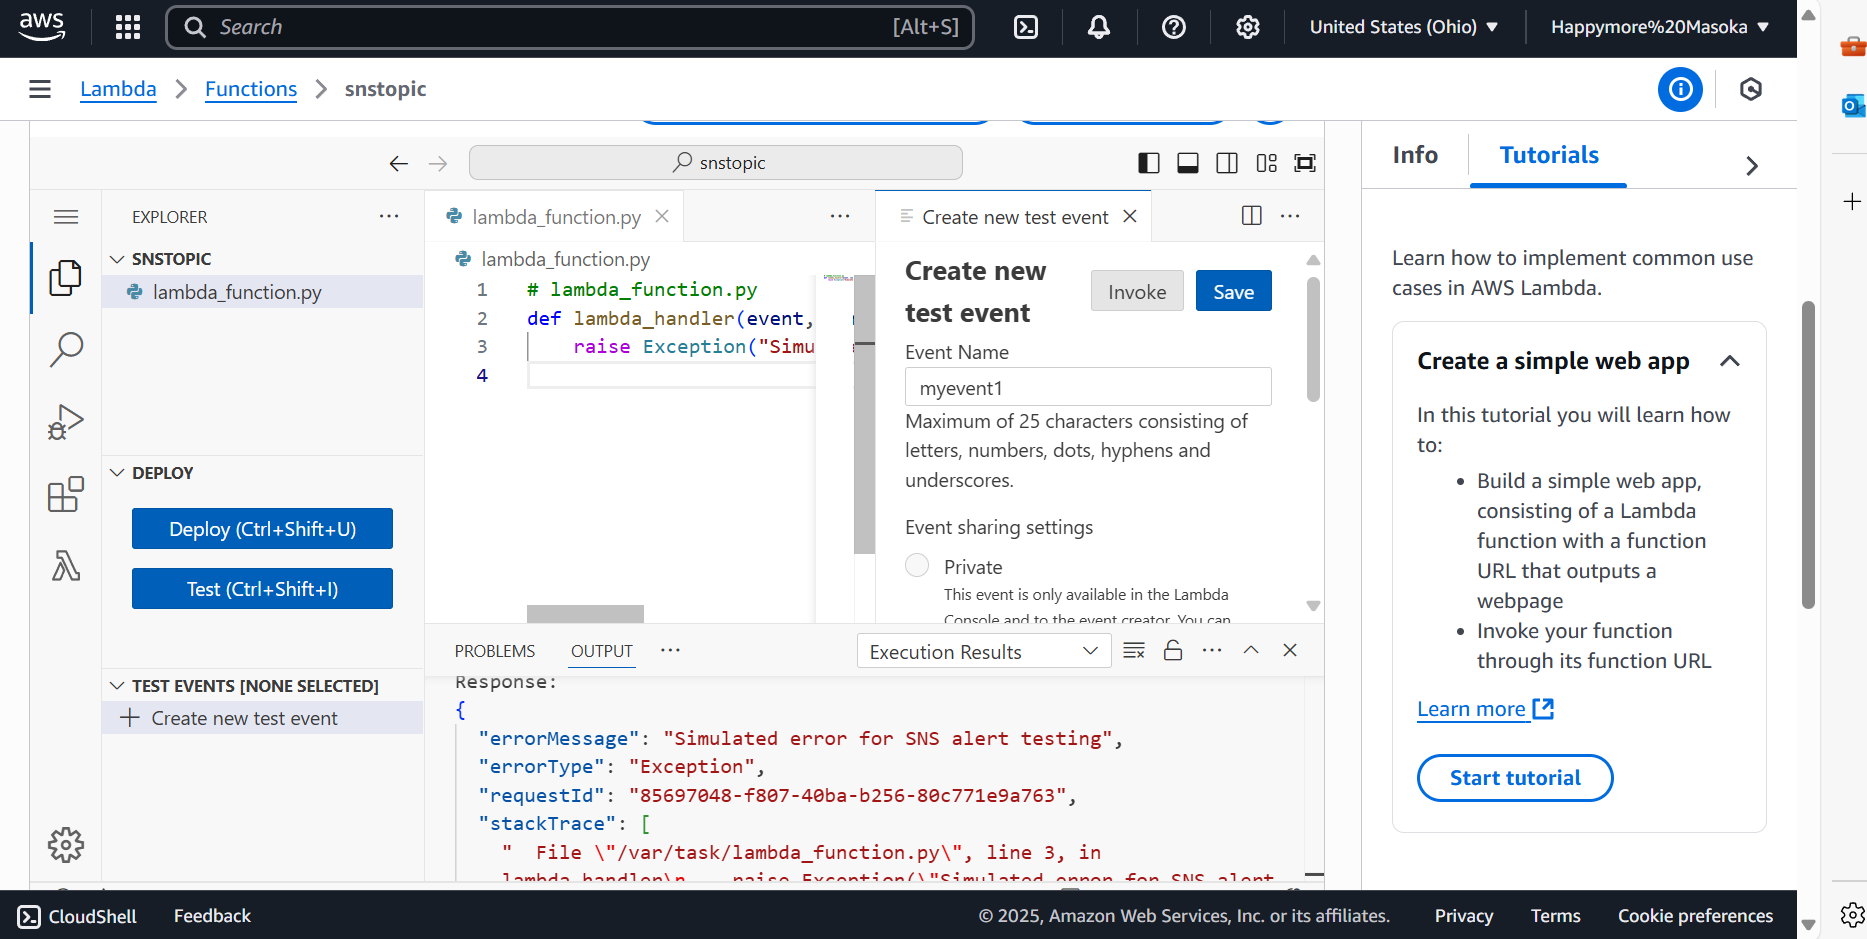 aws
Search
[Alt+S]
United States (Ohio)
Happymore%20Masoka
Lambda
Functions
snstopic
snstopic
EXPLORER
SNSTOPIC
lambda_function.py
DEPLOY
Deploy (Ctrl+Shift+U)
Test (Ctrl+Shift+I)
TEST EVENTS [NONE SELECTED]
Create new test event
lambda_function.py
lambda_function.py
1 # lambda_function.py
2 def lambda_handler(event,
3 raise Exception("Simu
4
Create new test event
Create new
test event
Invoke
Save
Event Name
myevent1
Maximum of 25 characters consisting of
letters, numbers, dots, hyphens and
underscores.
Event sharing settings
Private
This event is only available in the Lambda
Console and to the event creator. You can
PROBLEMS
OUTPUT
Execution Results
Response:
{
"errorMessage": "Simulated error for SNS alert testing",
"errorType": "Exception",
"requestId": "85697048-f807-40ba-b256-80c771e9a763",
"stackTrace": [
" File \"/var/task/lambda_function.py\", line 3, in
lambda_handler\n raise Exception(\"Simulated error for SNS alert
Info
Tutorials
Learn how to implement common use
cases in AWS Lambda.
Create a simple web app
In this tutorial you will learn how
to:
• Build a simple web app,
consisting of a Lambda
function with a function
URL that outputs a
webpage
• Invoke your function
through its function URL
Learn more
Start tutorial
CloudShell
Feedback
© 2025, Amazon Web Services, Inc. or its affiliates.
Privacy
Terms
Cookie preferences